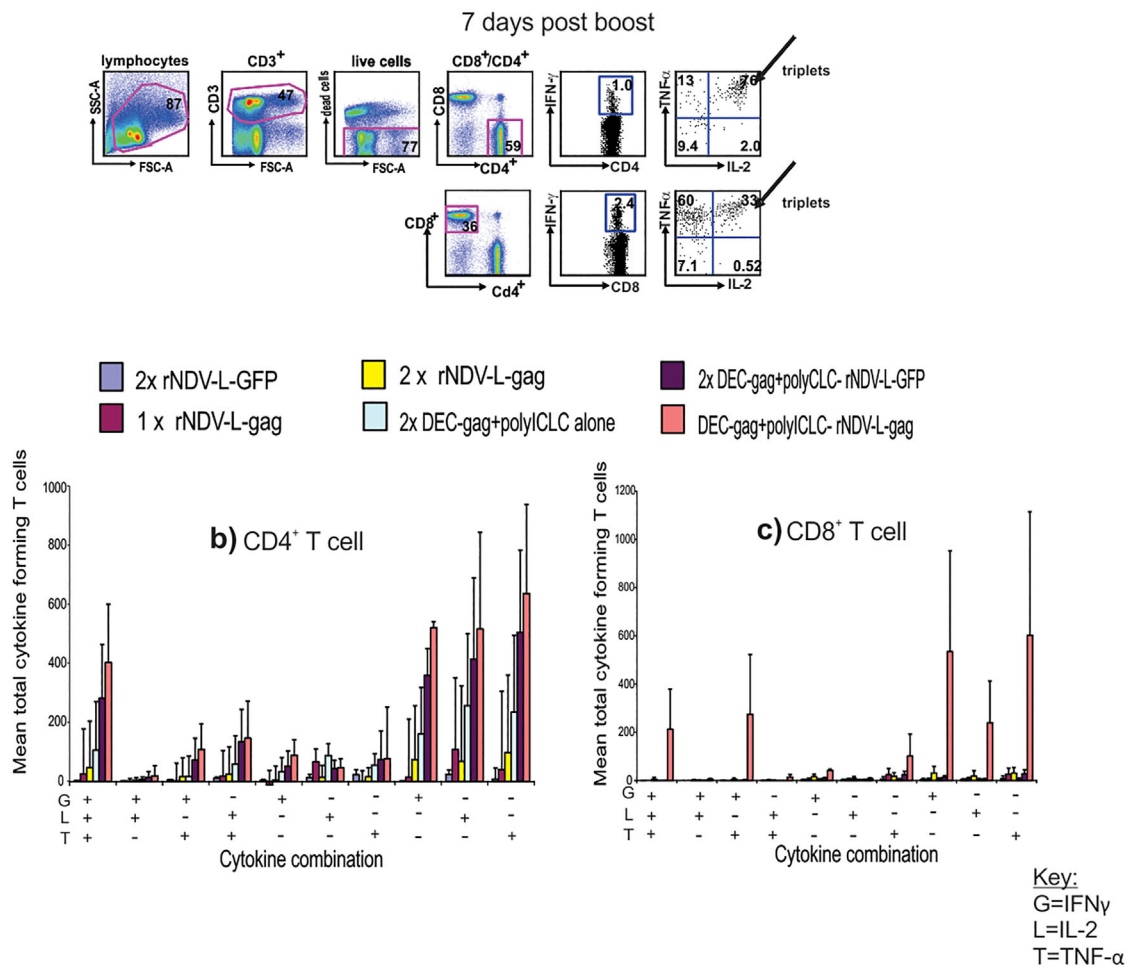 7 days post boost
lymphocytes CD3+ live cells CD8+/CD4+
SSC-A 87 FSC-A
CD3 47 FSC-A
dead cells 77 FSC-A
CD8 59 CD4+
IFN-γ 1.0 CD4
TNF-α 13 76 9.4 2.0 IL-2
triplets
CD8+ 36 Cd4+
IFN-γ 2.4 CD8
TNF-α 60 33 7.1 0.52 IL-2
triplets
2x rNDV-L-GFP
2 x rNDV-L-gag
2x DEC-gag+polyCLC- rNDV-L-GFP
1 x rNDV-L-gag
2x DEC-gag+polyICLC alone
DEC-gag+polyICLC- rNDV-L-gag
Mean total cytokine forming T cells
1000
800
600
400
200
0
b) CD4+ T cell
G + + + - + - - + - -
L + + - + - + - - + -
T + - + + - - + - - +
Cytokine combination
Mean total cytokine forming T cells
1200
1000
800
600
400
200
0
c) CD8+ T cell
G + + + - + - - + - -
L + + - + - + - - + -
T + - + + - - + - - +
Cytokine combination
Key:
G=IFNγ
L=IL-2
T=TNF-α